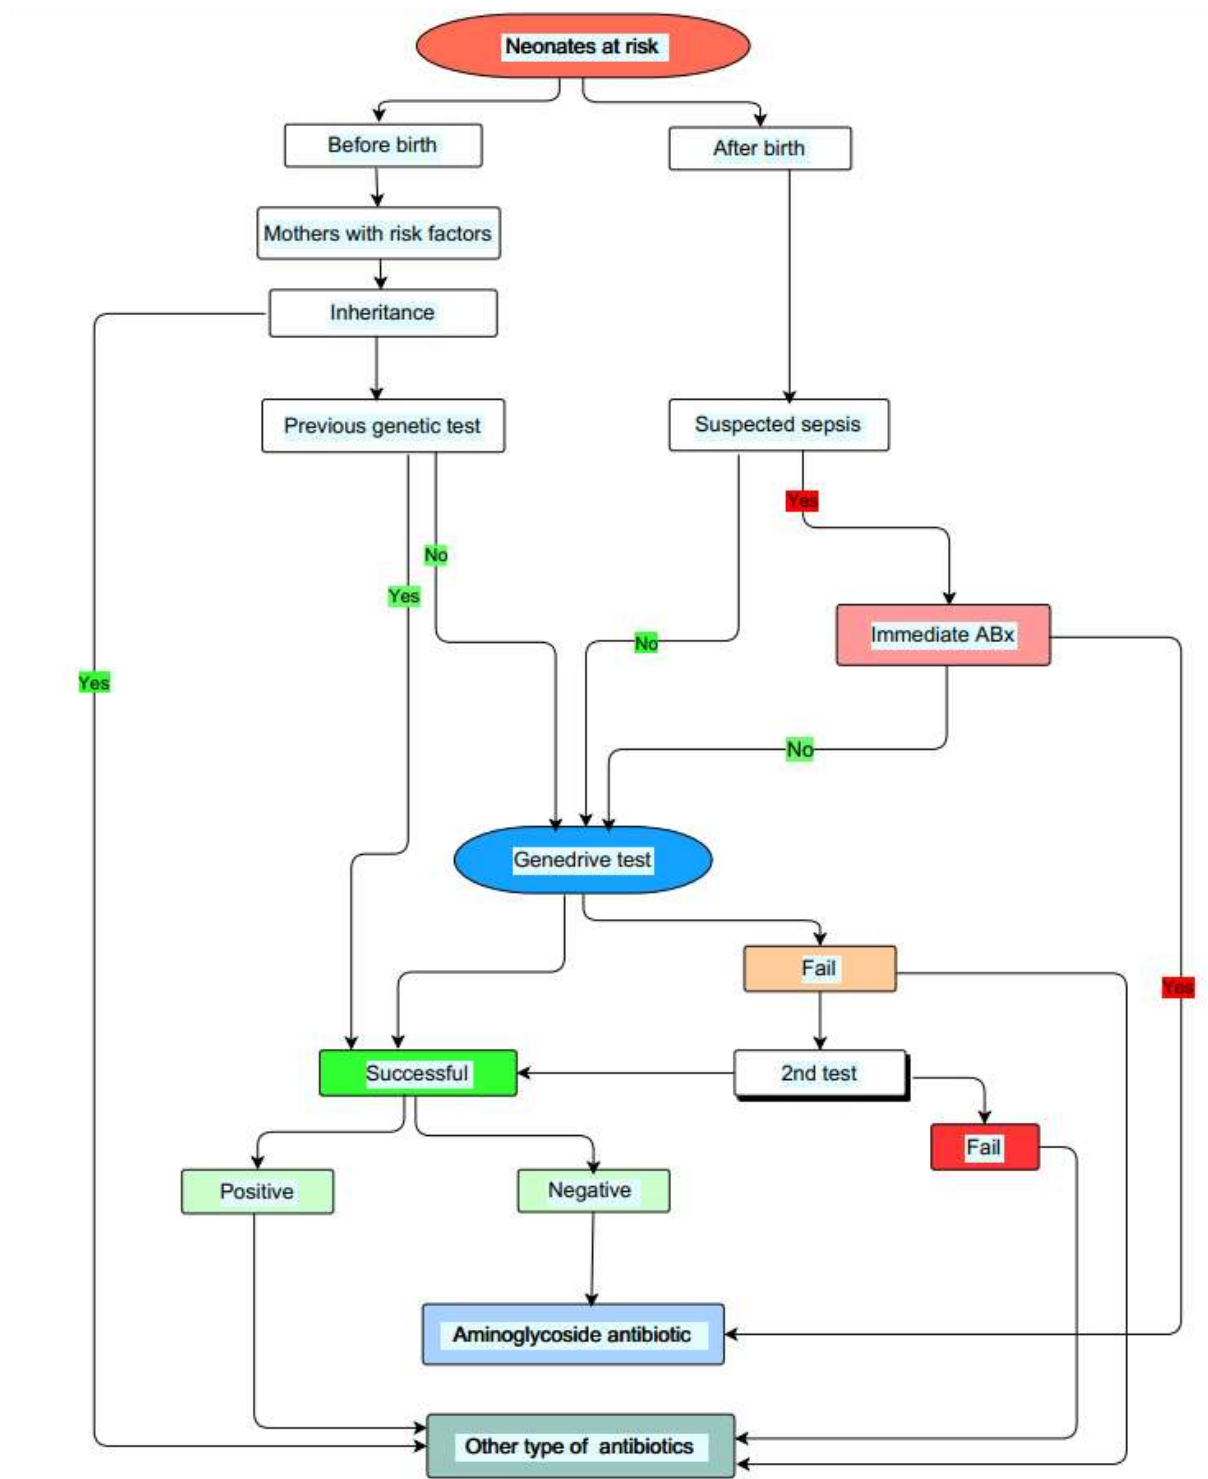 Neonates at risk
Before birth
After birth
Mothers with risk factors
Inheritance
Previous genetic test
Suspected sepsis
Yes
No
Yes
Immediate ABx
No
Yes
No
Genedrive test
Fail
Yes
Successful
2nd test
Fail
Positive
Negative
Aminoglycoside antibiotic
Other type of antibiotics